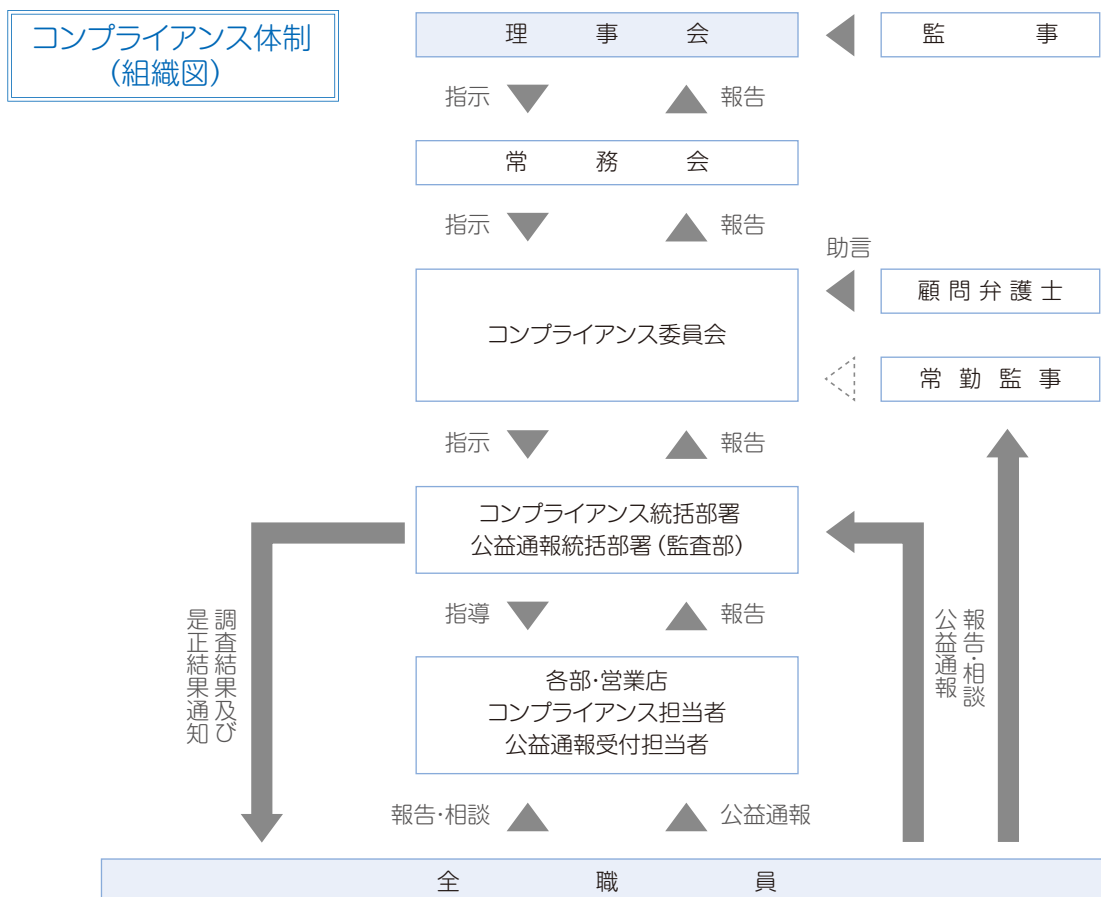 コンプライアンス体制
(組織図)
理事会
監事
指示
報告
常務会
指示
報告
助言
コンプライアンス委員会
顧問弁護士
常勤監事
指示
報告
コンプライアンス統括部署
公益通報統括部署(監査部)
指導
報告
調査結果及び
是正結果通知
報告・相談
公益通報
各部・営業店
コンプライアンス担当者
公益通報受付担当者
報告・相談
公益通報
全職員